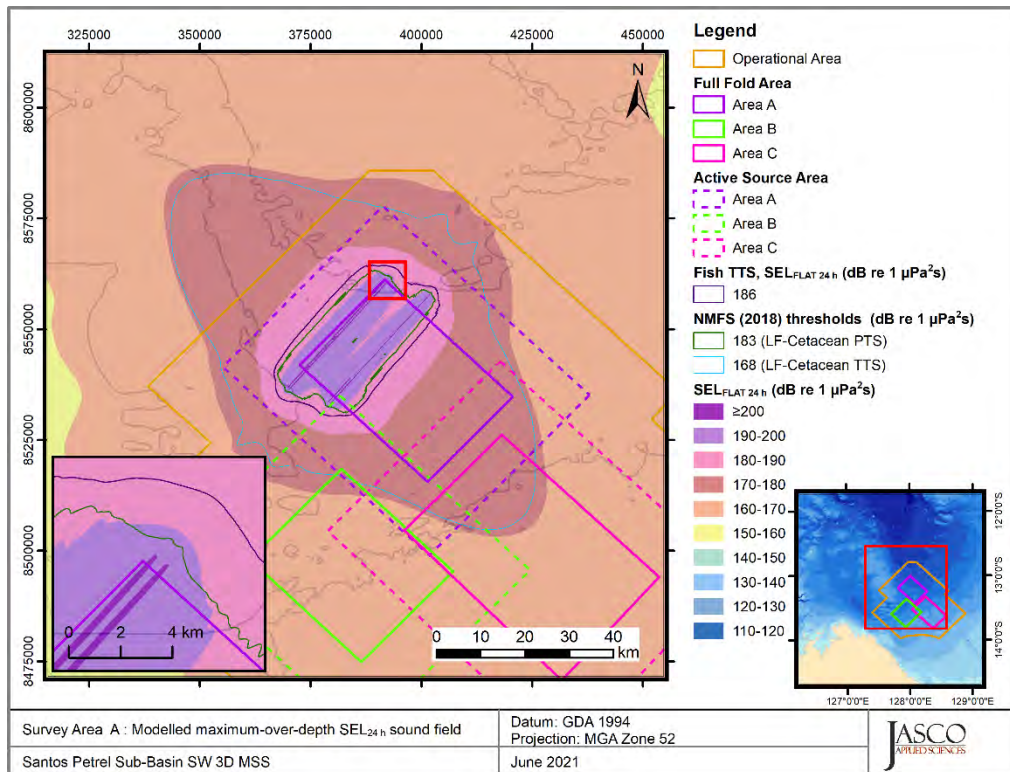 325000 350000 375000 400000 425000 450000
8600000
8575000
8550000
8525000
8500000
8475000
N
0 2 4 km
0 10 20 30 40
km
Legend
Operational Area
Full Fold Area
Area A
Area B
Area C
Active Source Area
Area A
Area B
Area C
Fish TTS, SELFLAT 24 h (dB re 1 µPa²s)
186
NMFS (2018) thresholds (dB re 1 µPa²s)
183 (LF-Cetacean PTS)
168 (LF-Cetacean TTS)
SELFLAT 24 h (dB re 1 µPa²s)
≥200
190-200
180-190
170-180
160-170
150-160
140-150
130-140
120-130
110-120
12°0'0"S
13°0'0"S
14°0'0"S
127°0'0"E 128°0'0"E 129°0'0"E
Survey Area A : Modelled maximum-over-depth SEL24 h sound field
Datum: GDA 1994
Projection: MGA Zone 52
Santos Petrel Sub-Basin SW 3D MSS
June 2021
JASCO
APPLIED SCIENCES